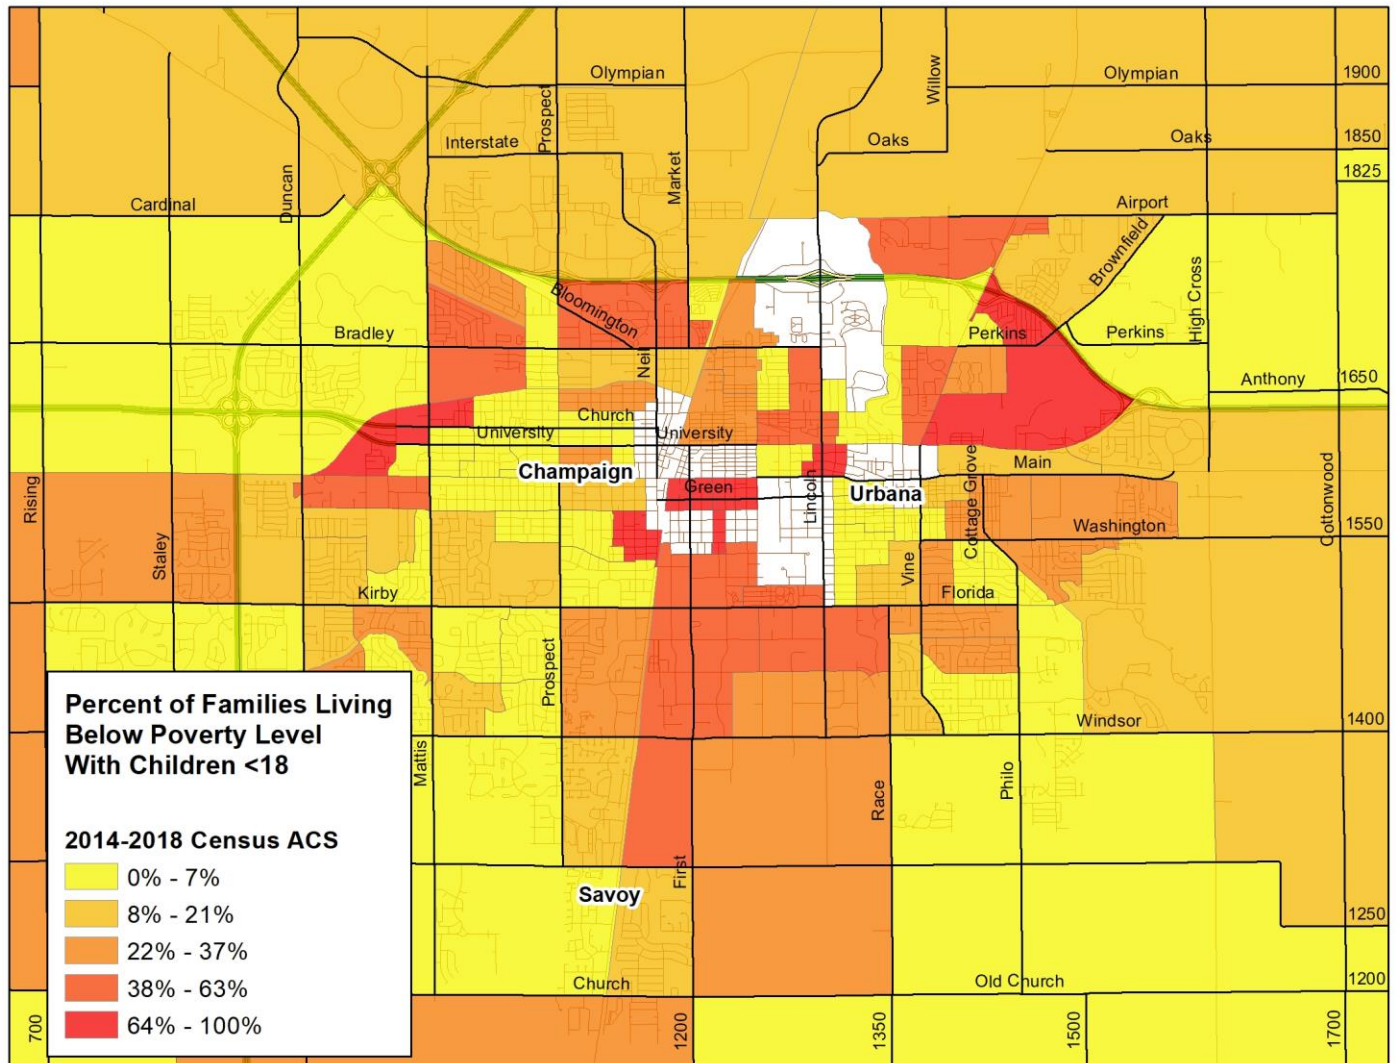 Olympian
Olympian
1900
Willow
Prospect
Interstate
Oaks
Oaks
1850
Market
1825
Duncan
Cardinal
Airport
Brownfield
High Cross
Bloomington
Bradley
Perkins
Perkins
Neil
Anthony
1650
Church
University
University
Champaign
Main
Green
Lincoln
Urbana
Cottage Grove
Cottonwood
Rising
Staley
Washington
1550
Vine
Kirby
Florida
Prospect
Percent of Families Living
Below Poverty Level
With Children <18
Windsor
1400
Mattis
Race
Philo
2014-2018 Census ACS
0% - 7%
8% - 21%
22% - 37%
38% - 63%
64% - 100%
First
Savoy
1250
Church
Old Church
1200
700
1200
1350
1500
1700